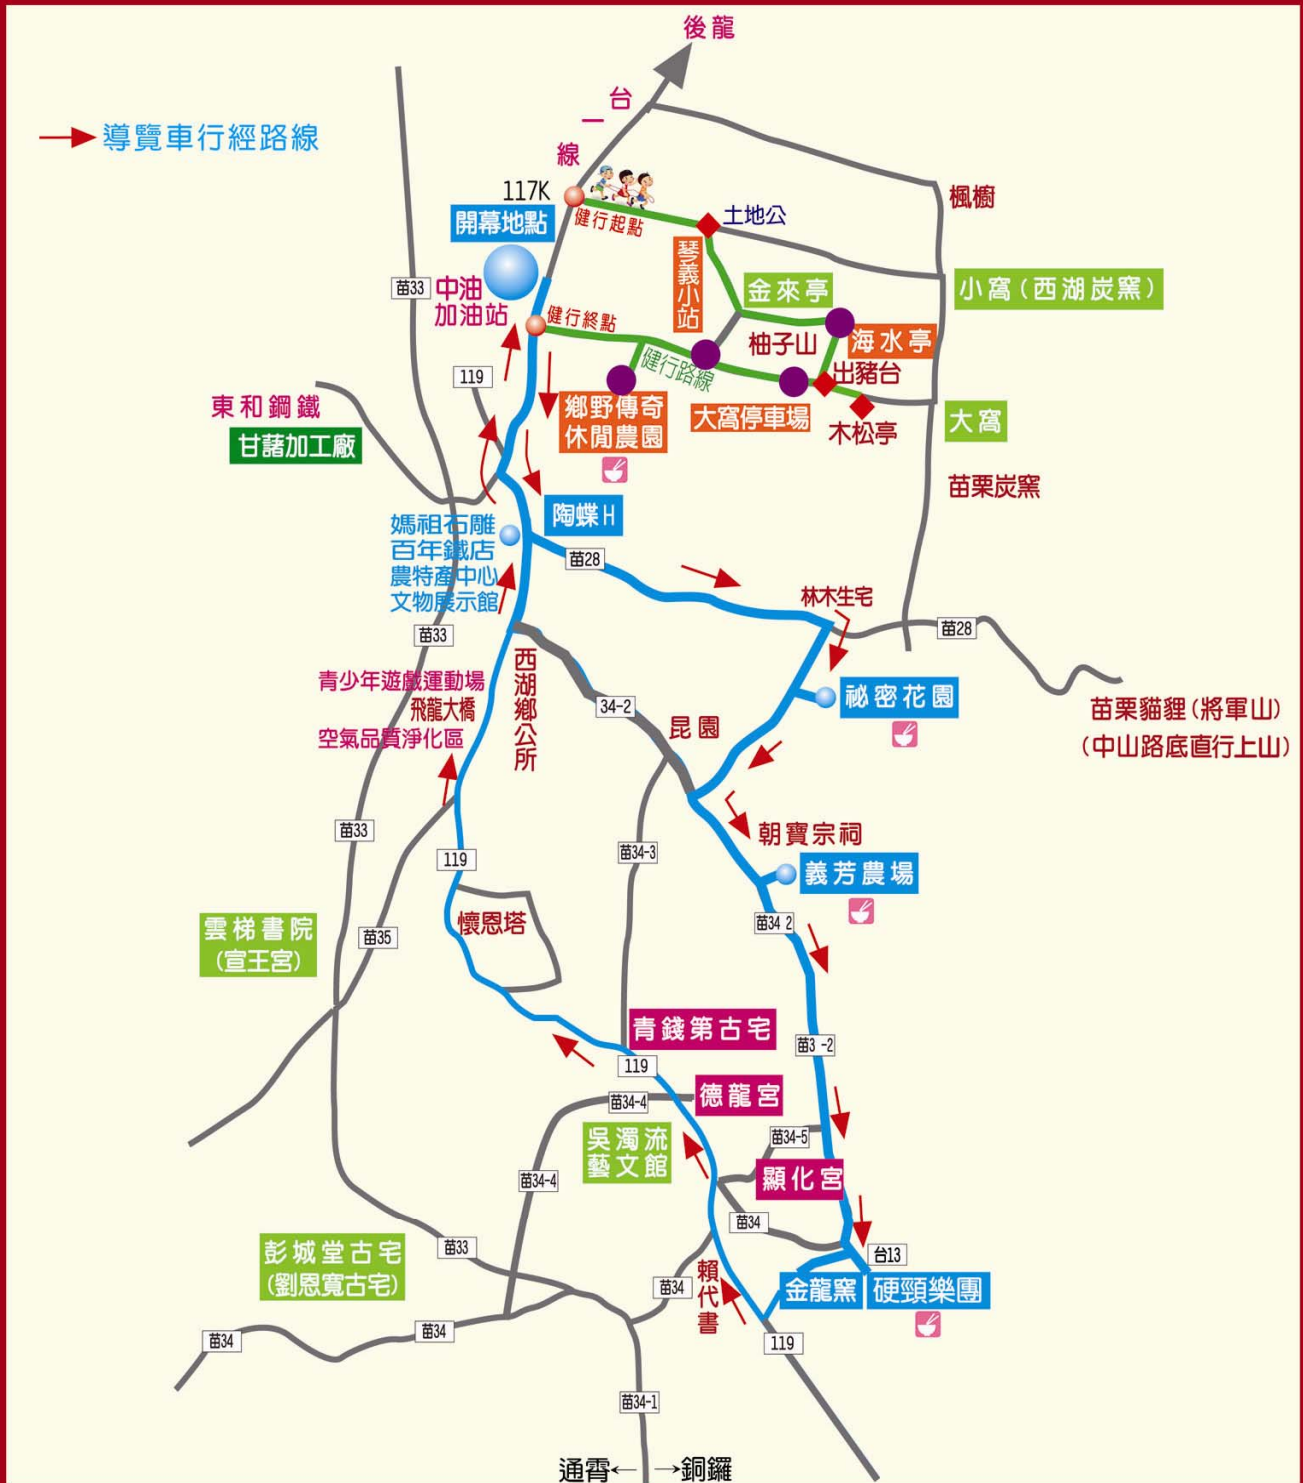 後龍
台
一
線
導覽車行經路線
117K
開幕地點
健行起點
土地公
楓櫥
苗33
中油
加油站
琴義小站
金來亭
小窩(西湖炭窯)
健行終點
柚子山
海水亭
健行路線
出豬台
119
東和鋼鐵
甘藷加工廠
鄉野傳奇
休閒農園
大窩停車場
木松亭
大窩
苗栗炭窯
陶蝶H
媽祖石雕
百年鐵店
農特產中心
文物展示館
苗28
林木生宅
苗28
苗33
西湖鄉公所
青少年遊戲運動場
飛龍大橋
空氣品質淨化區
34-2
昆園
祕密花園
苗栗貓貍(將軍山)
(中山路底直行上山)
苗33
119
苗34-3
朝寶宗祠
義芳農場
雲梯書院
(宣王宮)
苗35
懷恩塔
苗34 2
青錢第古宅
苗3 -2
119
苗34-4
德龍宮
吳濁流
藝文館
苗34-5
苗34-4
顯化宮
苗34
彭城堂古宅
(劉恩寬古宅)
苗33
台13
賴代書
苗34
金龍窯
硬頸樂團
苗34
苗34
119
苗34-1
通霄←
→銅鑼